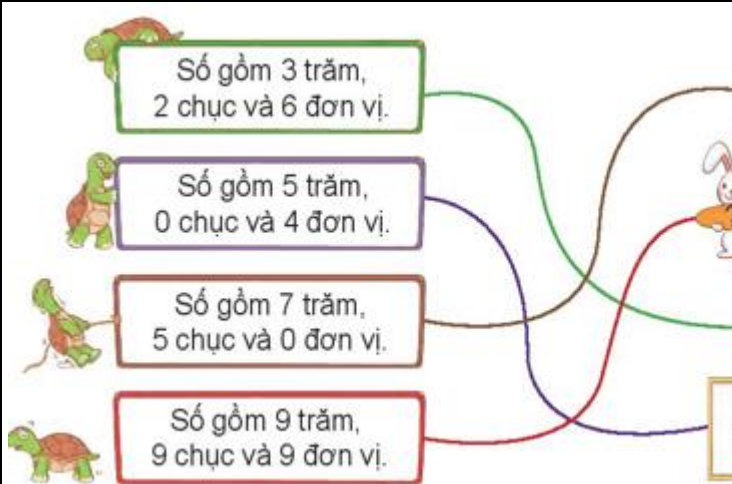 Số gồm 3 trăm,
2 chục và 6 đơn vị.
Số gồm 5 trăm,
0 chục và 4 đơn vị.
Số gồm 7 trăm,
5 chục và 0 đơn vị.
Số gồm 9 trăm,
9 chục và 9 đơn vị.